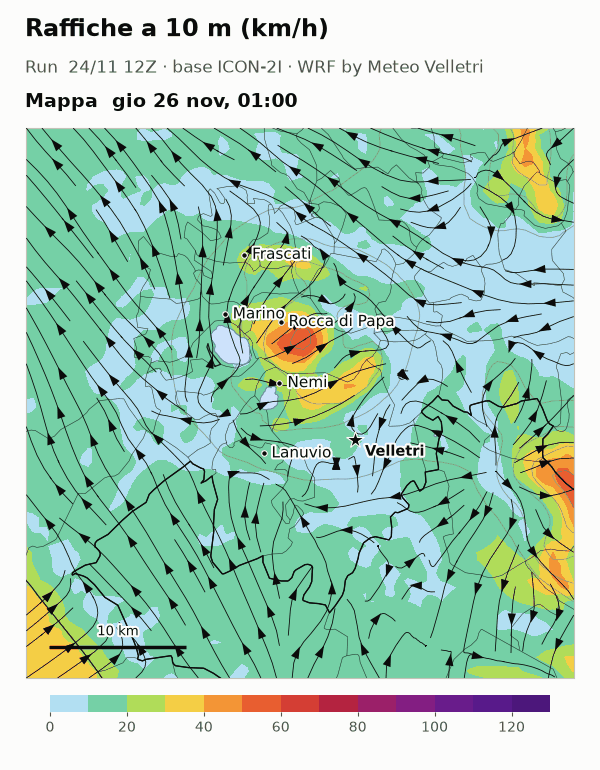 Raffiche a 10 m (km/h)
Run  24/11 12Z · base ICON-2I · WRF by Meteo Velletri
Mappa  gio 26 nov, 01:00
Frascati
Marino
Rocca di Papa
Nemi
Velletri
Lanuvio
10 km
0 20 40 60 80 100 120